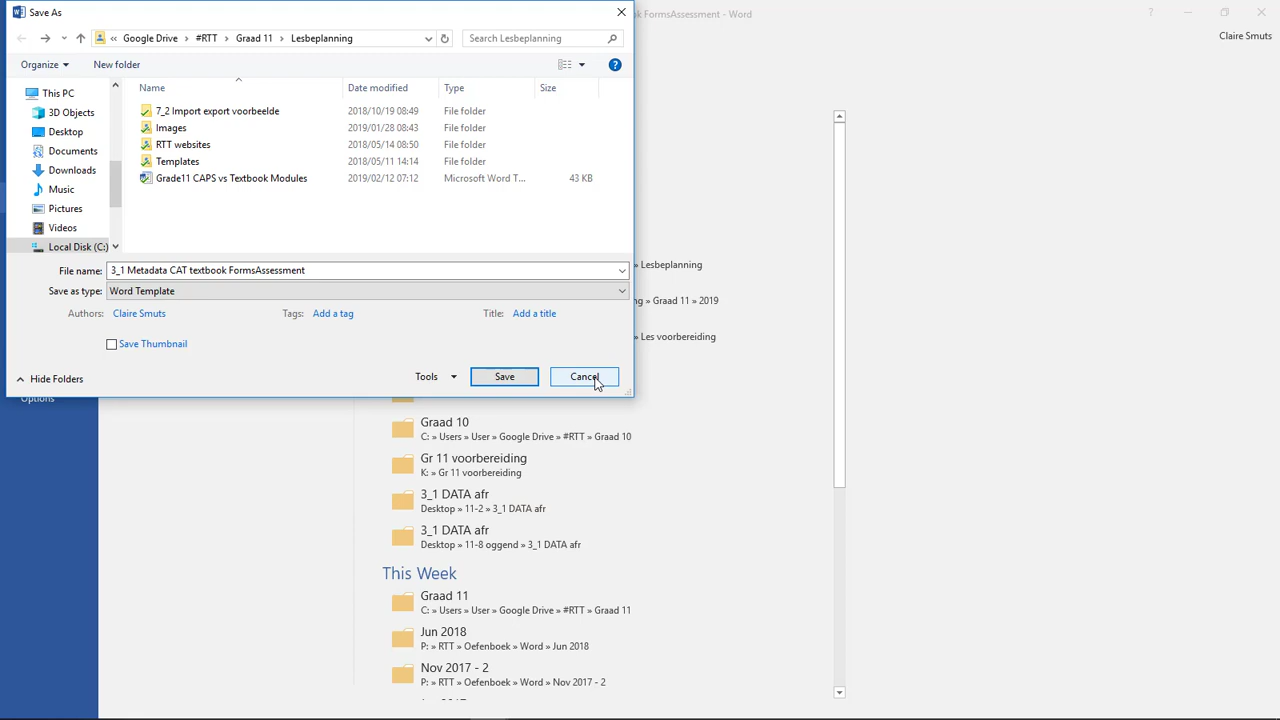 Save As
k FormsAssessment - Word
Claire Smuts
« Google Drive › #RTT › Graad 11 › Lesbeplanning
Search Lesbeplanning
Organize
New folder
Name Date modified Type Size
This PC
3D Objects
Desktop
Documents
Downloads
Music
Pictures
Videos
Local Disk (C:)
7_2 Import export voorbeelde 2018/10/19 08:49 File folder
Images 2019/01/28 08:43 File folder
RTT websites 2018/05/14 08:50 File folder
Templates 2018/05/11 14:14 File folder
Grade11 CAPS vs Textbook Modules 2019/02/12 07:12 Microsoft Word T... 43 KB
File name: 3_1 Metadata CAT textbook FormsAssessment
Save as type: Word Template
Authors: Claire Smuts Tags: Add a tag Title: Add a title
Save Thumbnail
Hide Folders
Tools
Save
Cancel
Options
» Lesbeplanning
ng » Graad 11 » 2019
» Les voorbereiding
Graad 10
C: » Users » User » Google Drive » #RTT » Graad 10
Gr 11 voorbereiding
K: » Gr 11 voorbereiding
3_1 DATA afr
Desktop » 11-2 » 3_1 DATA afr
3_1 DATA afr
Desktop » 11-8 oggend » 3_1 DATA afr
This Week
Graad 11
C: » Users » User » Google Drive » #RTT » Graad 11
Jun 2018
P: » RTT » Oefenboek » Word » Jun 2018
Nov 2017 - 2
P: » RTT » Oefenboek » Word » Nov 2017 - 2